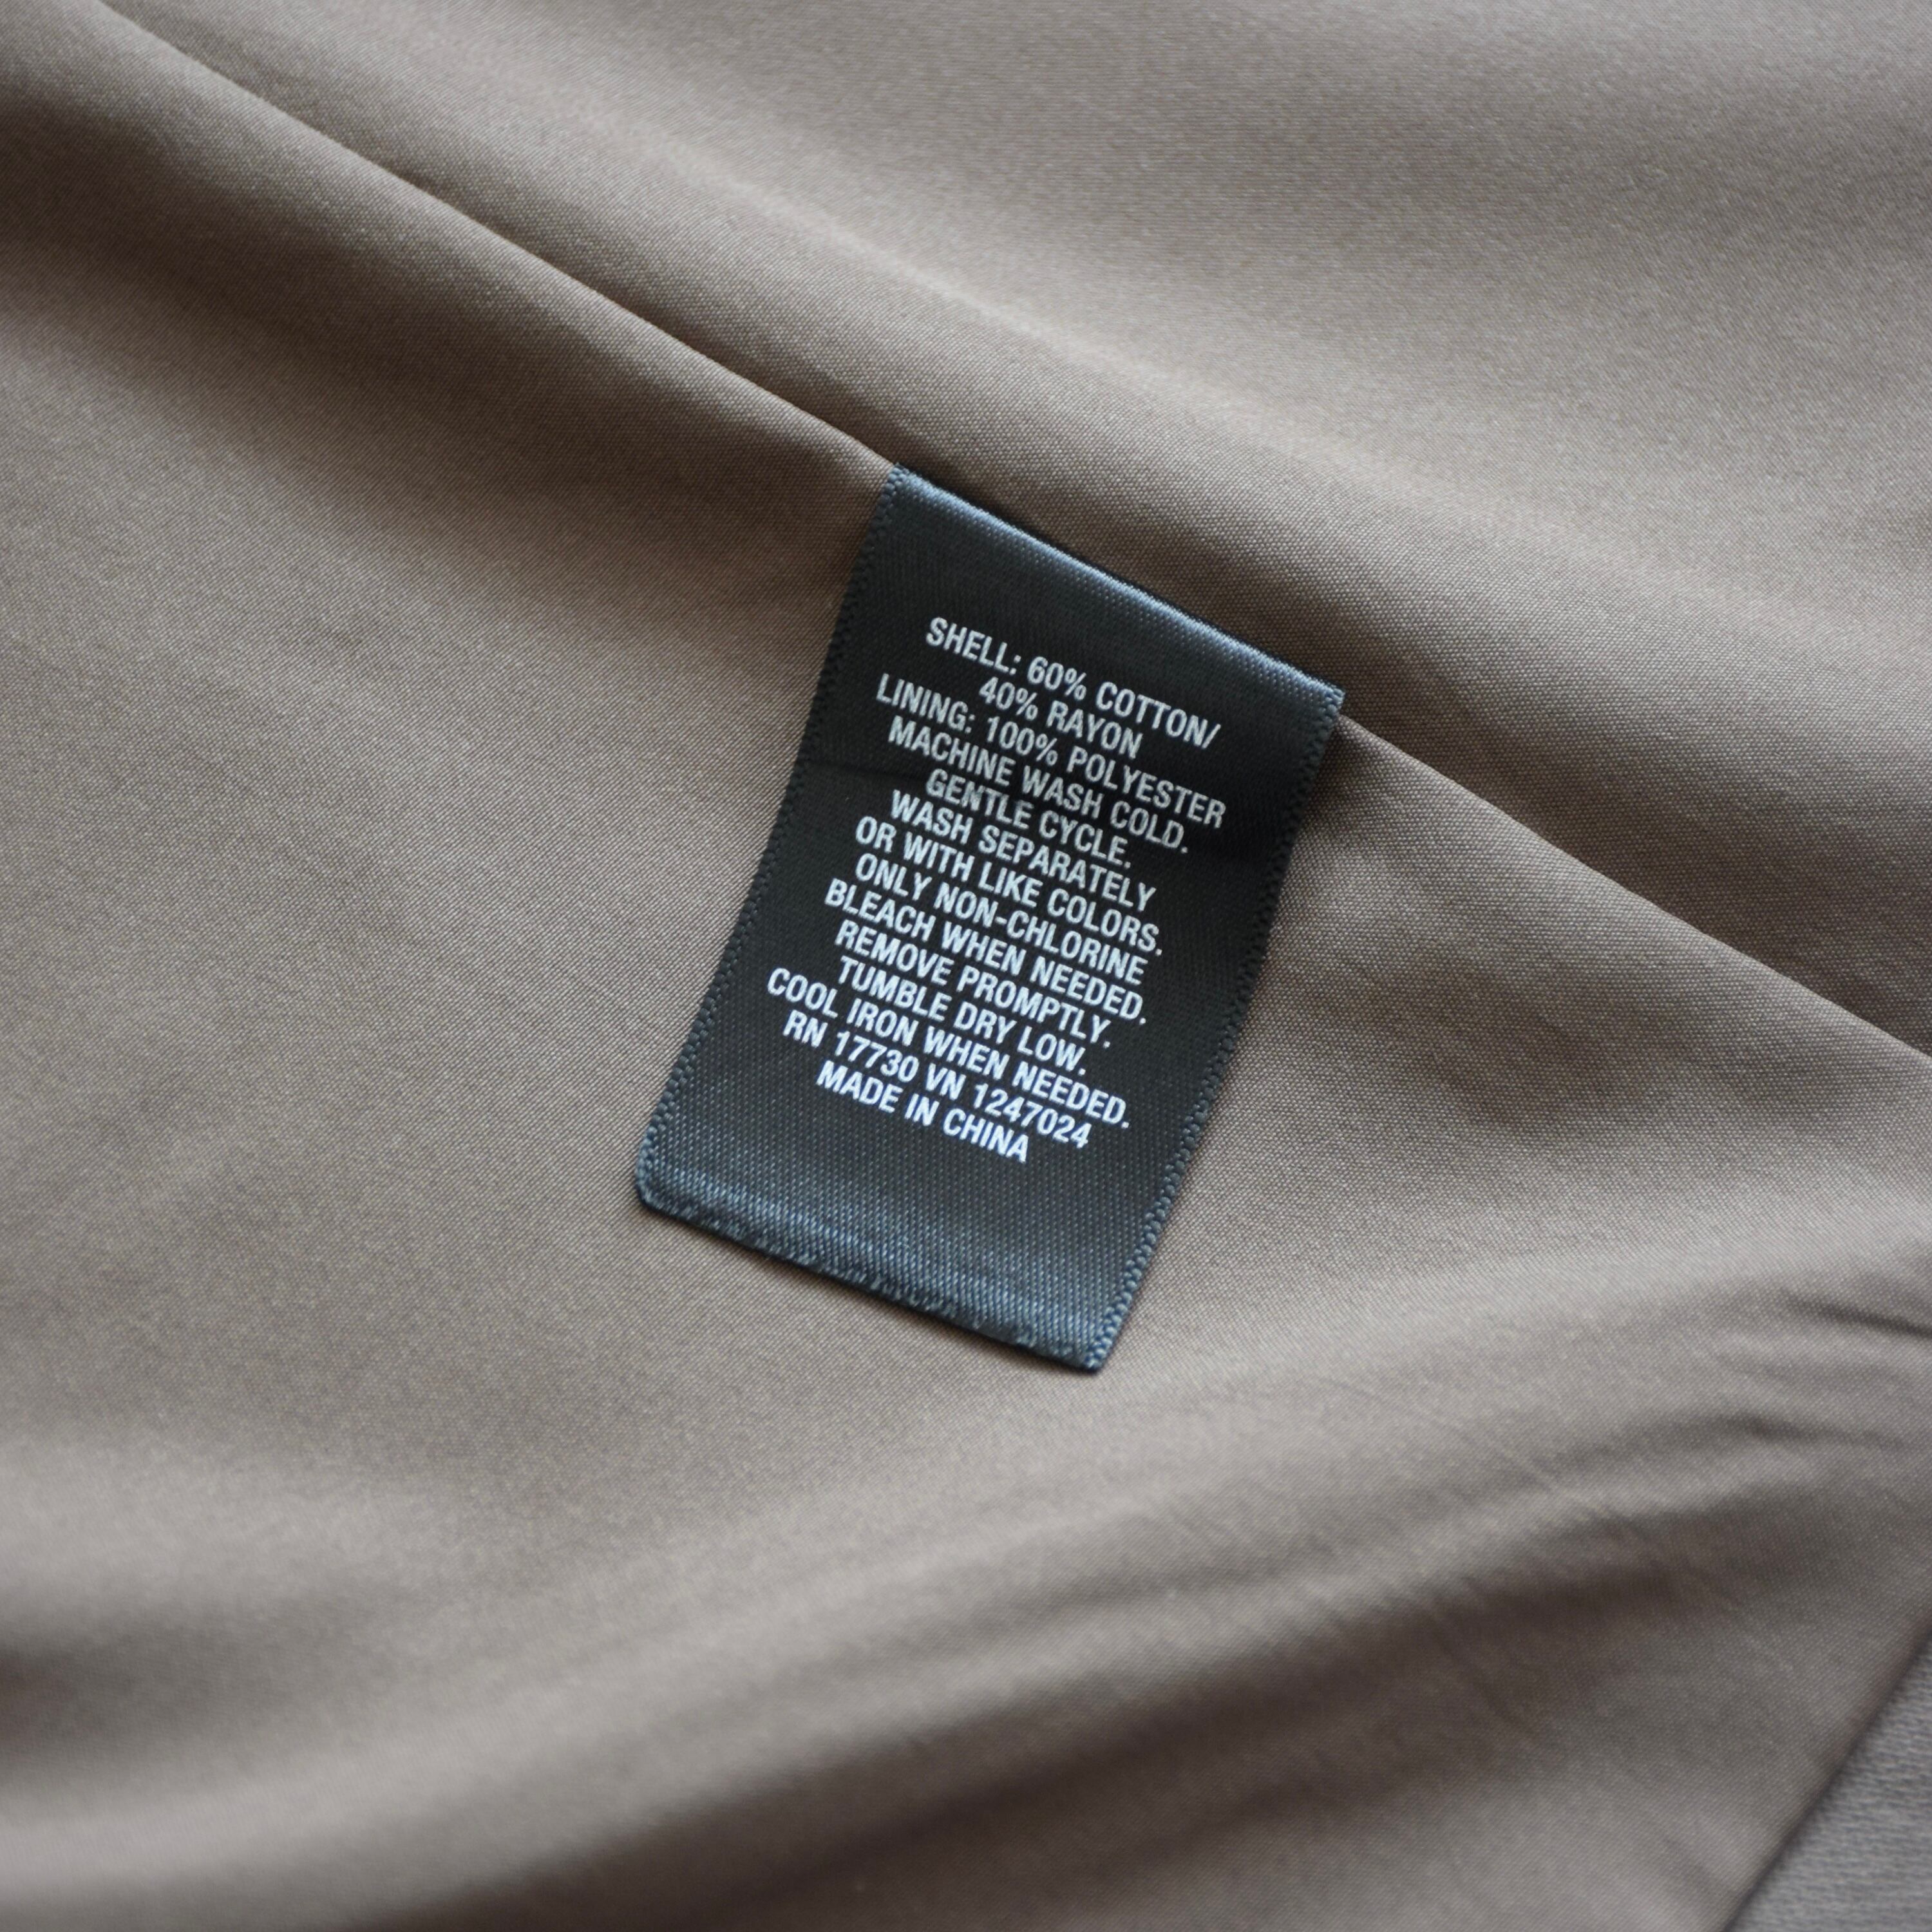 SHELL: 60% COTTON/
40% RAYON
LINING: 100% POLYESTER
MACHINE WASH COLD.
GENTLE CYCLE.
WASH SEPARATELY
OR WITH LIKE COLORS.
ONLY NON-CHLORINE
BLEACH WHEN NEEDED.
REMOVE PROMPTLY.
TUMBLE DRY LOW.
COOL IRON WHEN NEEDED.
RN 17730 VN 1247024
MADE IN CHINA